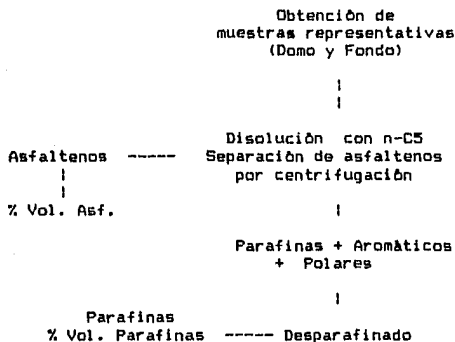 Obtención de
muestras representativas
(Domo y Fondo)
Disolución con n-C5
Asfaltenos ----- Separación de asfaltenos
por centrifugación
% Vol. Asf.
Parafinas + Aromáticos
+ Polares
Parafinas
% Vol. Parafinas ----- Desparafinado